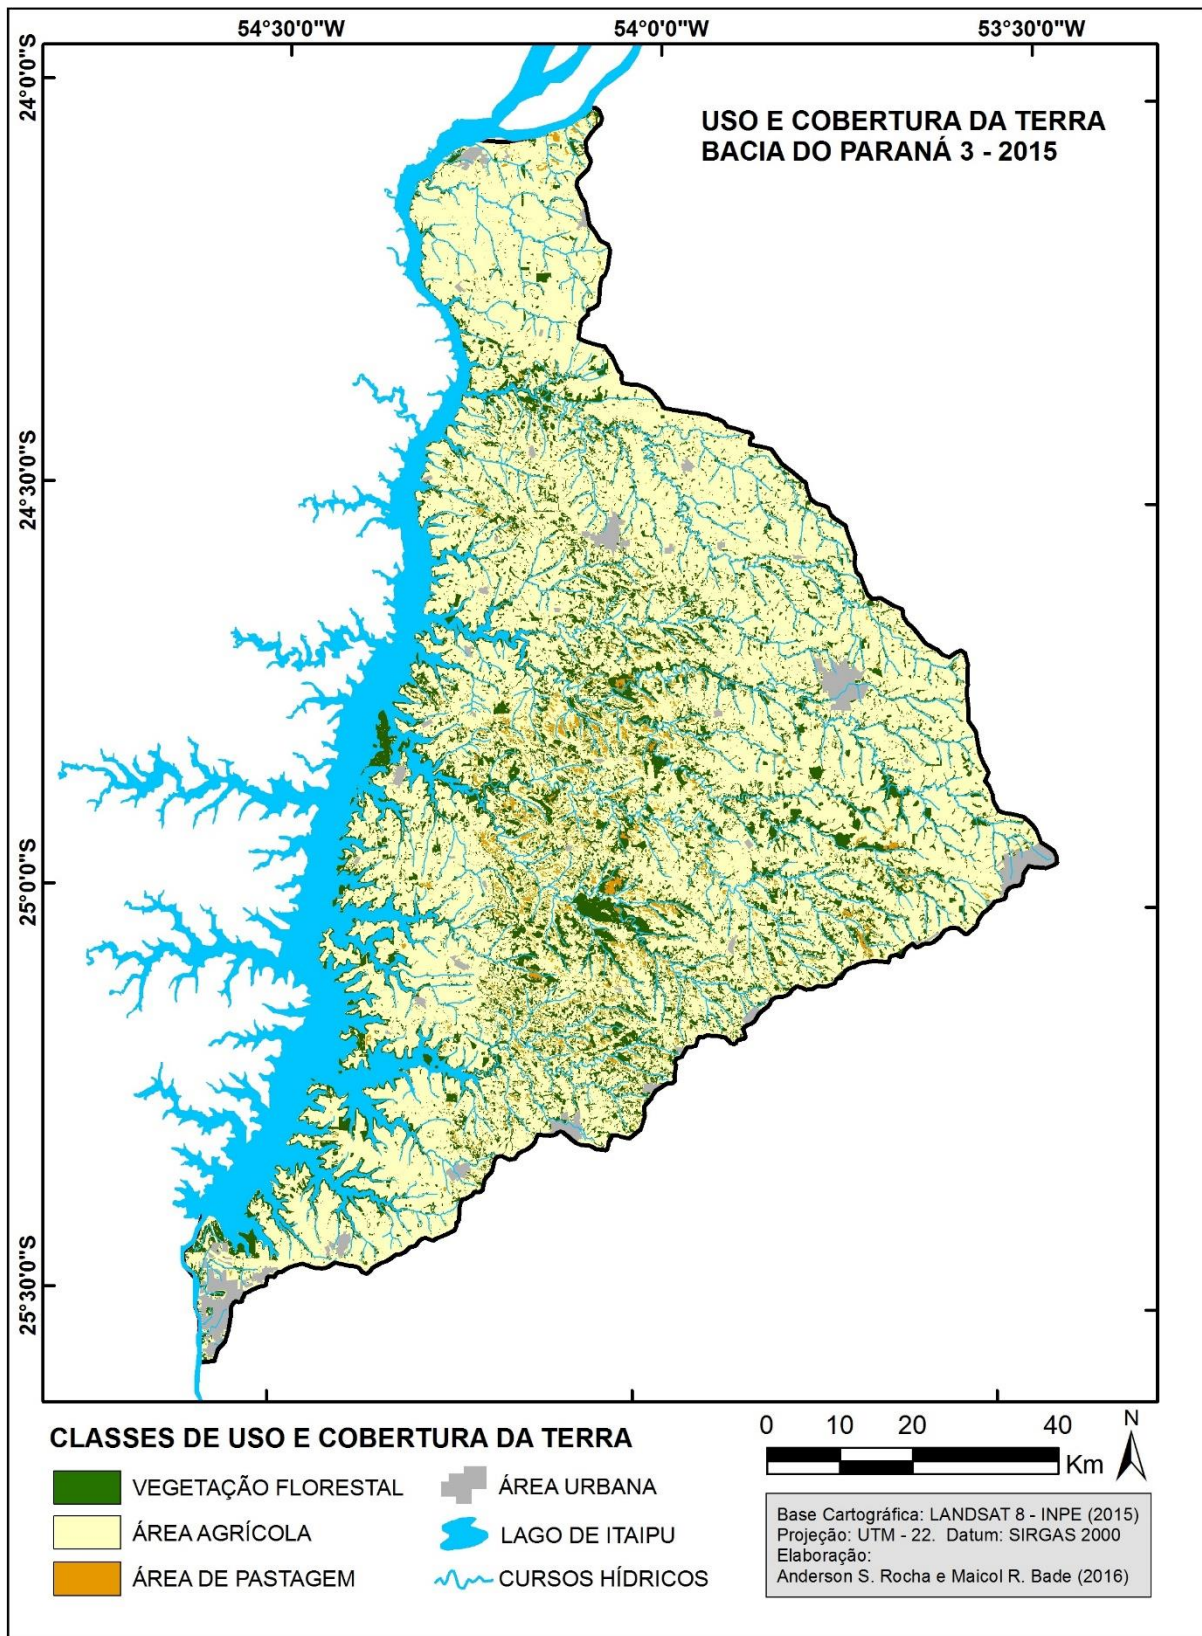 54°30'0"W
54°0'0"W
53°30'0"W
24°0'0"S
USO E COBERTURA DA TERRA
BACIA DO PARANÁ 3 - 2015
24°30'0"S
25°0'0"S
25°30'0"S
CLASSES DE USO E COBERTURA DA TERRA
VEGETAÇÃO FLORESTAL
ÁREA AGRÍCOLA
ÁREA DE PASTAGEM
ÁREA URBANA
LAGO DE ITAIPU
CURSOS HÍDRICOS
0 10 20 40
Km
N
Base Cartográfica: LANDSAT 8 - INPE (2015)
Projeção: UTM - 22. Datum: SIRGAS 2000
Elaboração:
Anderson S. Rocha e Maicol R. Bade (2016)